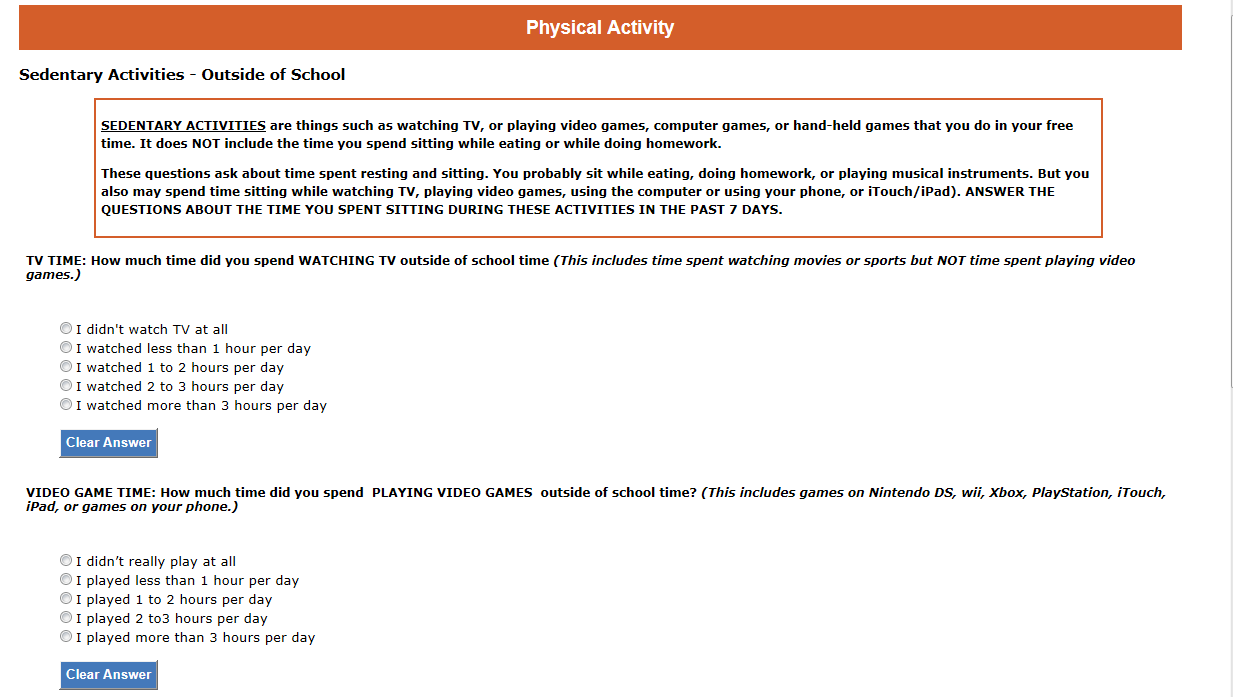 Physical Activity
Sedentary Activities - Outside of School
SEDENTARY ACTIVITIES are things such as watching TV, or playing video games, computer games, or hand-held games that you do in your free
time. It does NOT include the time you spend sitting while eating or while doing homework.
These questions ask about time spent resting and sitting. You probably sit while eating, doing homework, or playing musical instruments. But you
also may spend time sitting while watching TV, playing video games, using the computer or using your phone, or iTouch/iPad). ANSWER THE
QUESTIONS ABOUT THE TIME YOU SPENT SITTING DURING THESE ACTIVITIES IN THE PAST 7 DAYS.
TV TIME: How much time did you spend WATCHING TV outside of school time (This includes time spent watching movies or sports but NOT time spent playing video
games.)
I didn't watch TV at all
I watched less than 1 hour per day
I watched 1 to 2 hours per day
I watched 2 to 3 hours per day
I watched more than 3 hours per day
Clear Answer
VIDEO GAME TIME: How much time did you spend  PLAYING VIDEO GAMES  outside of school time? (This includes games on Nintendo DS, wii, Xbox, PlayStation, iTouch,
iPad, or games on your phone.)
I didn’t really play at all
I played less than 1 hour per day
I played 1 to 2 hours per day
I played 2 to3 hours per day
I played more than 3 hours per day
Clear Answer